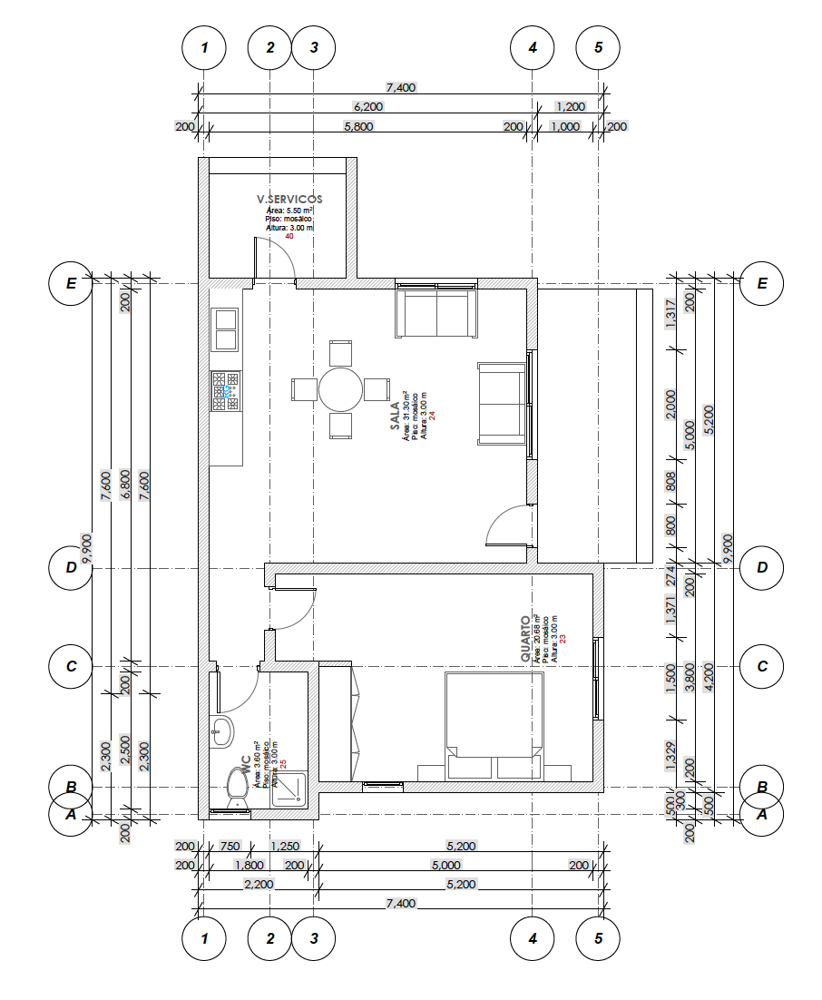 1 2 3 4 5
7,400
6,200 1,200
200 5,800 200 1,000 200
V.SERVICOS
Área: 5.50 m²
Piso: mosáico
Altura: 3.00 m
40
E E
200 1,317 200
SALA
Área: 31.30 m²
Piso: mosáico
Altura: 3.00 m
24
2,000 5,000 5,200
7,600 6,800 7,600 808
800
9,900 9,900
D D
274 200
1,371
QUARTO
Área: 20.68 m²
Piso: mosáico
Altura: 3.00 m
23
C C
200 1,500 3,800 4,200
2,300 2,500 2,300 1,329
WC
Área: 3.60 m²
Piso: mosáico
Altura: 3.00m
25
200
B B
500 300 500
A A
200 200
200 750 1,250 5,200
200 1,800 200 5,000 200
2,200 5,200
7,400
1 2 3 4 5